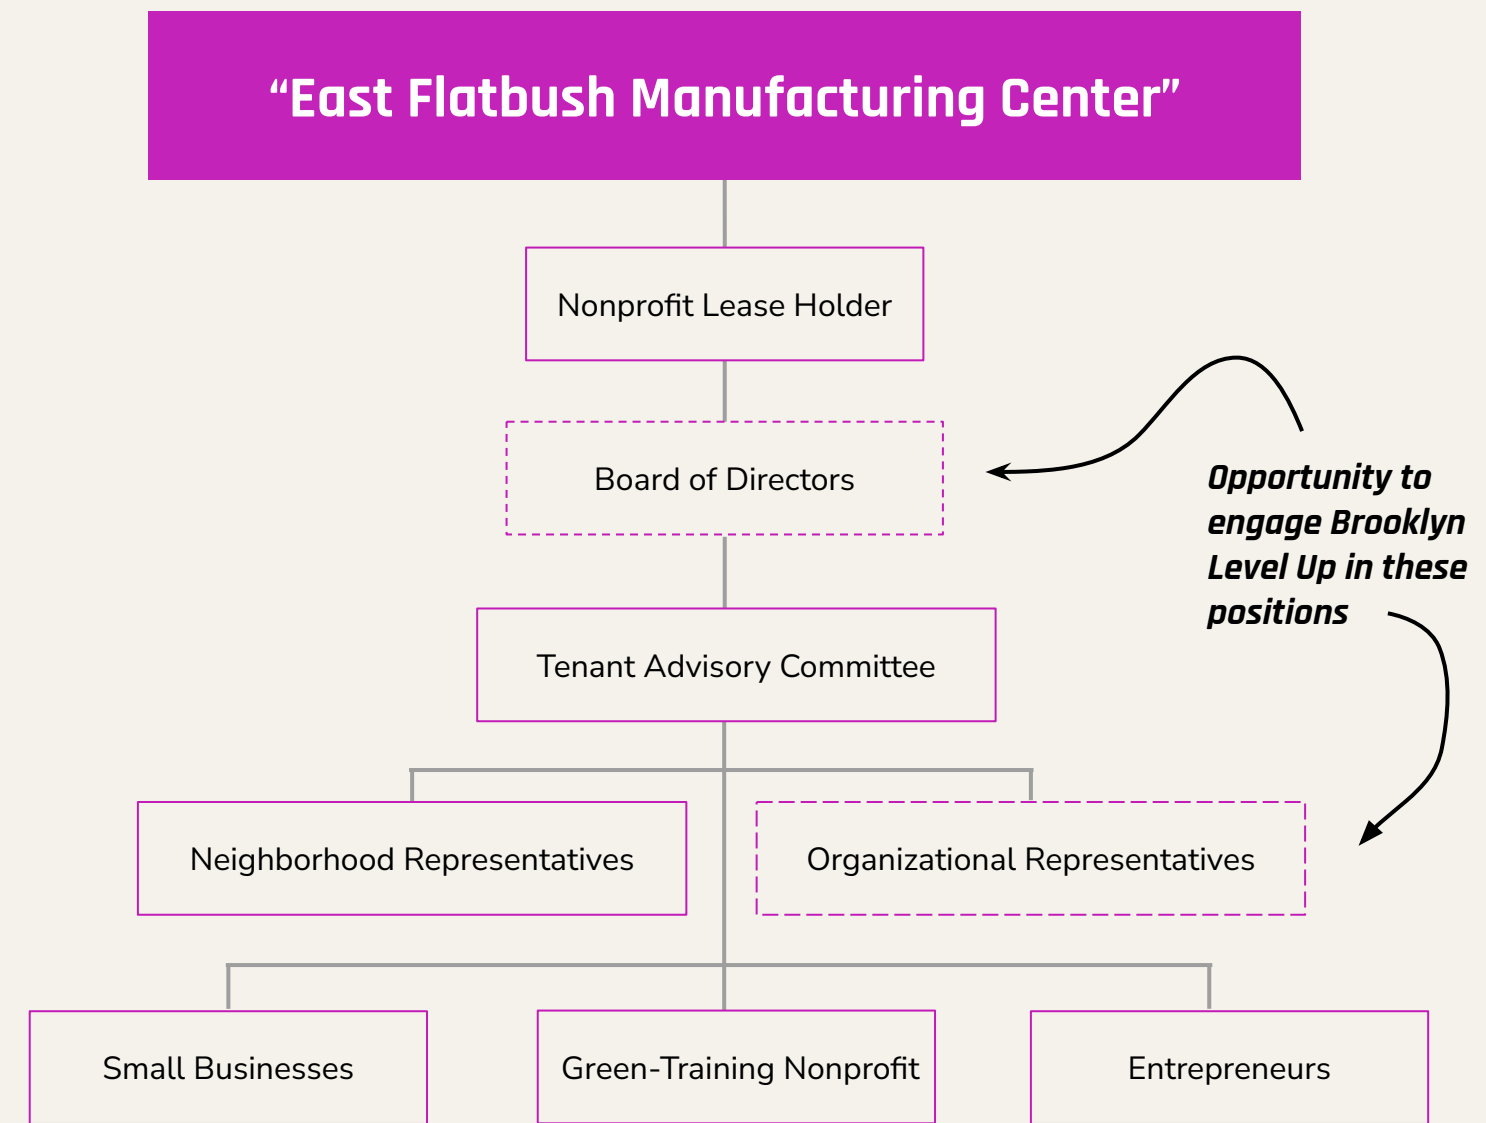 “East Flatbush Manufacturing Center”
Nonprofit Lease Holder
Board of Directors
Opportunity to
engage Brooklyn
Level Up in these
positions
Tenant Advisory Committee
Neighborhood Representatives
Organizational Representatives
Small Businesses
Green-Training Nonprofit
Entrepreneurs